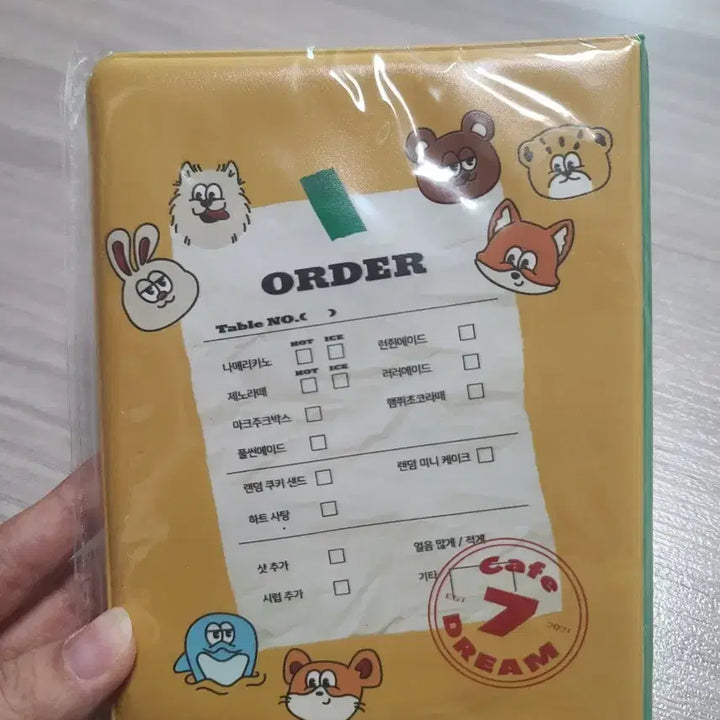 ORDER
Table NO.( )
HOT ICE
나메리카노
런쥔에이드
HOT ICE
제노라떼
러러에이드
마크주크박스
햄쮜초코라떼
풀썬에이드
랜덤 쿠키 샌드
랜덤 미니 케이크
하트 사탕
샷 추가
얼음 많게 / 적게
시럽 추가
기타
Cafe
7
DREAM
EST
2021